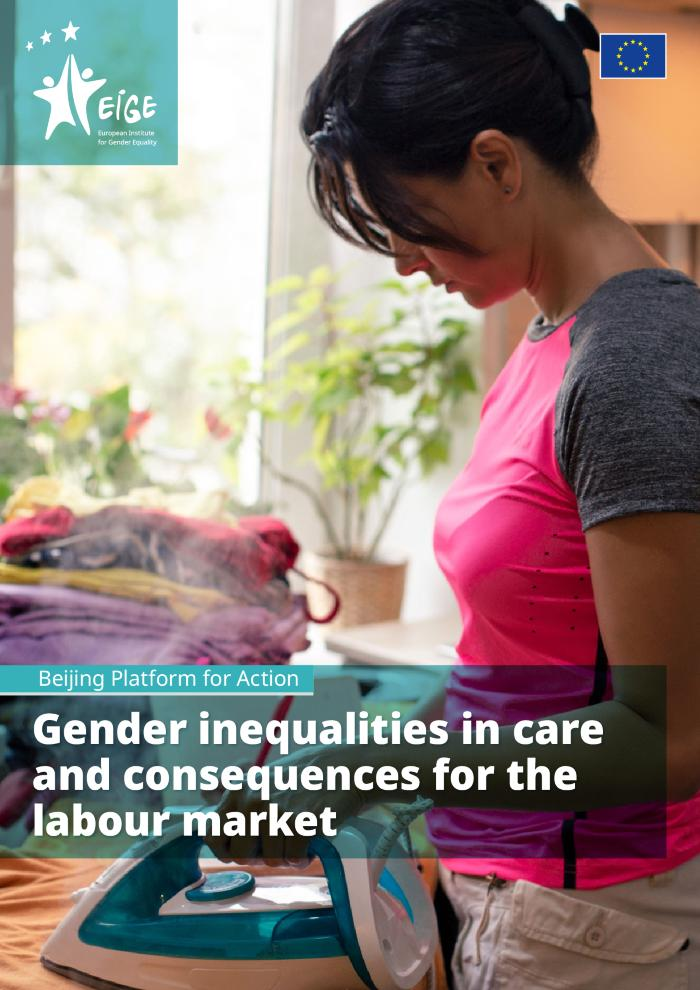 EIGE
European Institute
for Gender Equality
Beijing Platform for Action
Gender inequalities in care
and consequences for the
labour market